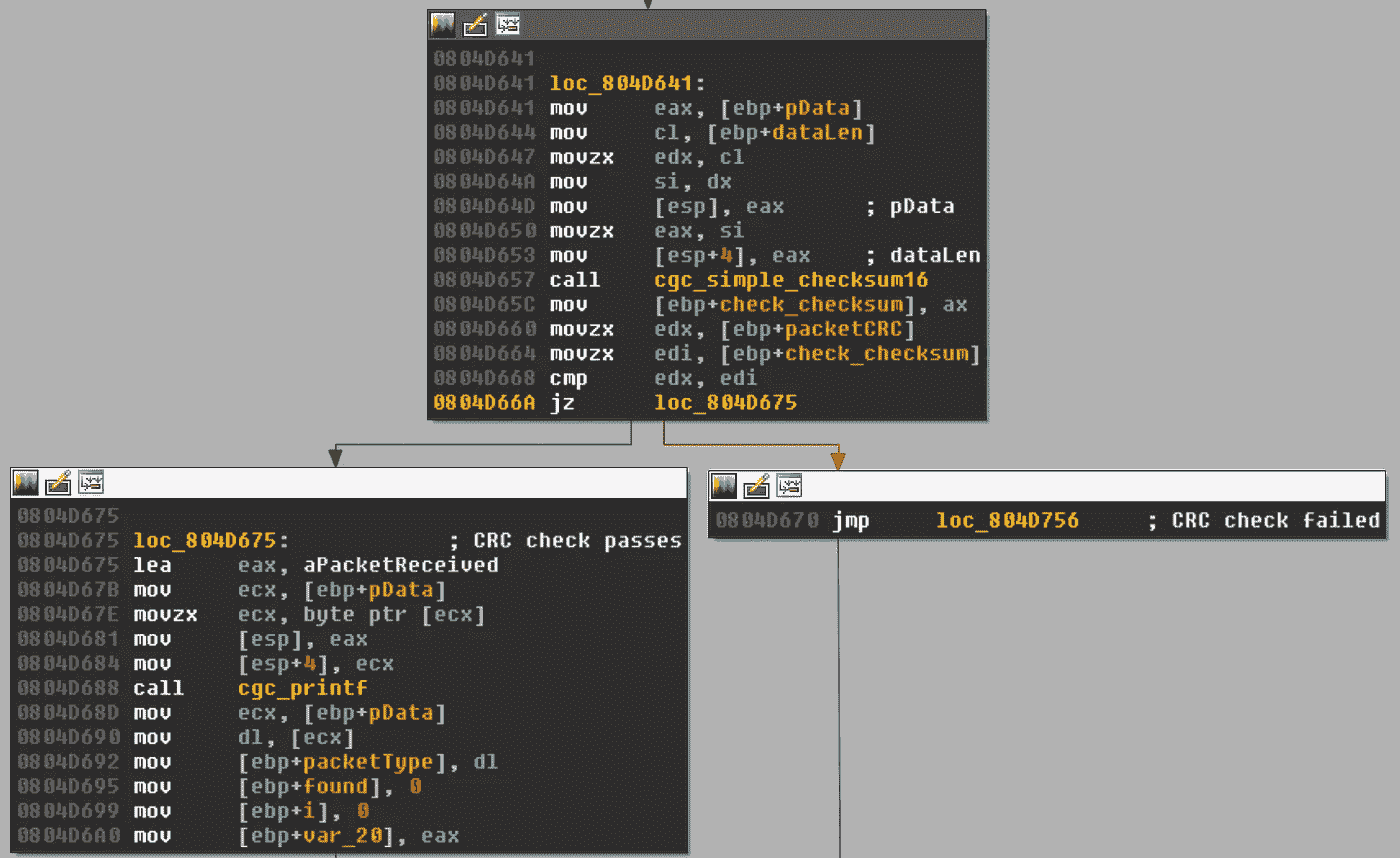 0804D641
0804D641 loc_804D641:
0804D641 mov eax, [ebp+pData]
0804D644 mov cl, [ebp+dataLen]
0804D647 movzx edx, cl
0804D64A mov si, dx
0804D64D mov [esp], eax ; pData
0804D650 movzx eax, si
0804D653 mov [esp+4], eax ; dataLen
0804D657 call cgc_simple_checksum16
0804D65C mov [ebp+check_checksum], ax
0804D660 movzx edx, [ebp+packetCRC]
0804D664 movzx edi, [ebp+check_checksum]
0804D668 cmp edx, edi
0804D66A jz loc_804D675
0804D675
0804D675 loc_804D675: ; CRC check passes
0804D675 lea eax, aPacketReceived
0804D67B mov ecx, [ebp+pData]
0804D67E movzx ecx, byte ptr [ecx]
0804D681 mov [esp], eax
0804D684 mov [esp+4], ecx
0804D688 call cgc_printf
0804D68D mov ecx, [ebp+pData]
0804D690 mov dl, [ecx]
0804D692 mov [ebp+packetType], dl
0804D695 mov [ebp+found], 0
0804D699 mov [ebp+i], 0
0804D6A0 mov [ebp+var_20], eax
0804D670 jmp loc_804D756 ; CRC check failed